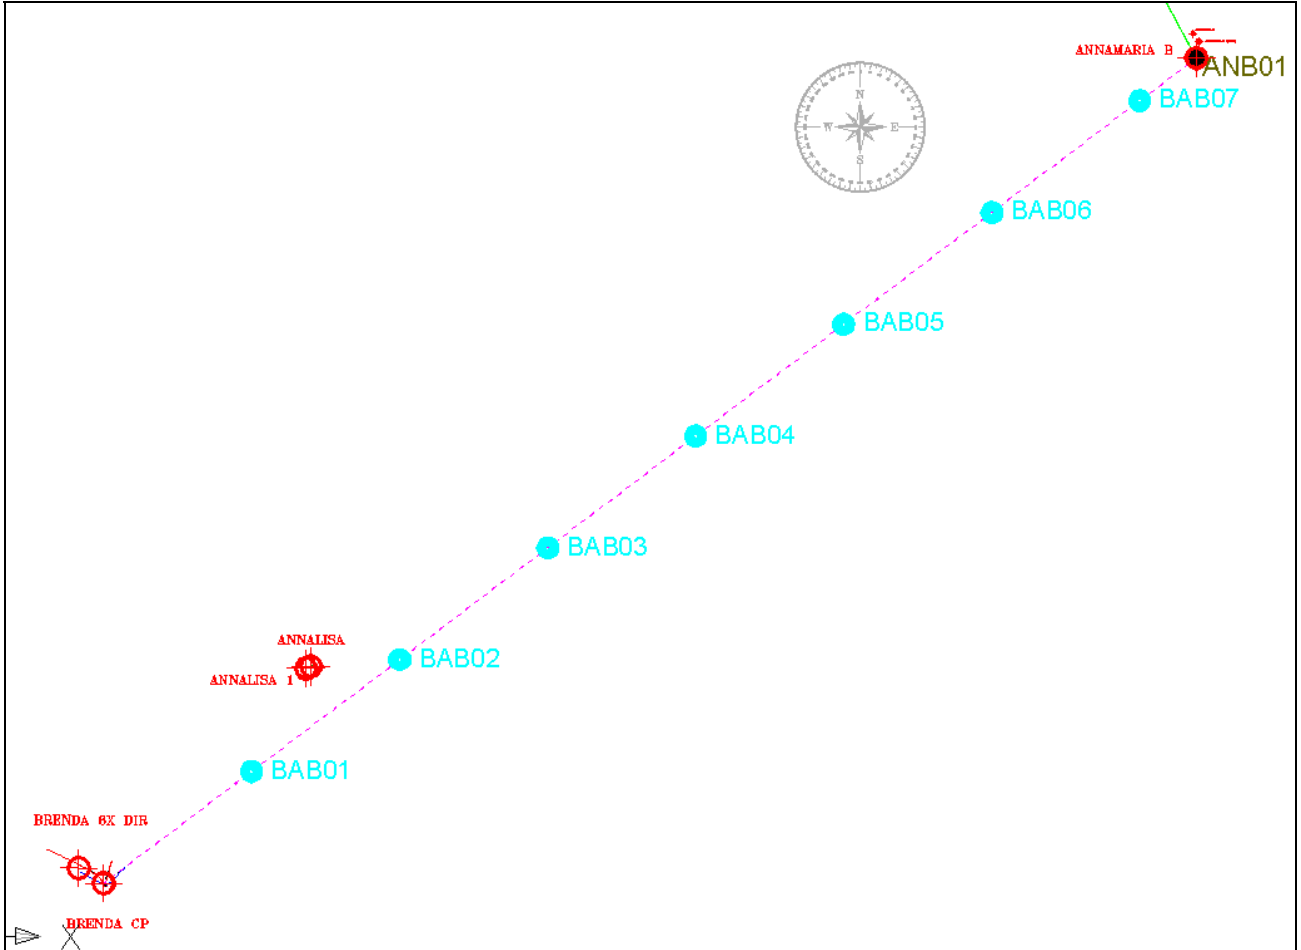 ANNAMARIA B
ANB01
BAB07
N
W E
S
BAB06
BAB05
BAB04
BAB03
ANNALISA
BAB02
ANNALISA 1
BAB01
BRENDA 6X DIR
BRENDA CP
X